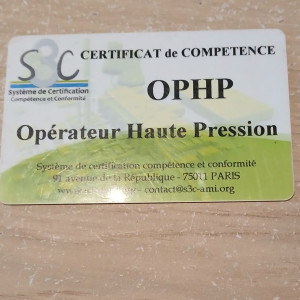 S3C
Système de Certification
Compétence et Conformité
CERTIFICAT de COMPETENCE
OPHP
Opérateur Haute Pression
Système de certification compétence et conformité
91 avenue de la République - 75011 PARIS
- contact@s3c-ami.org